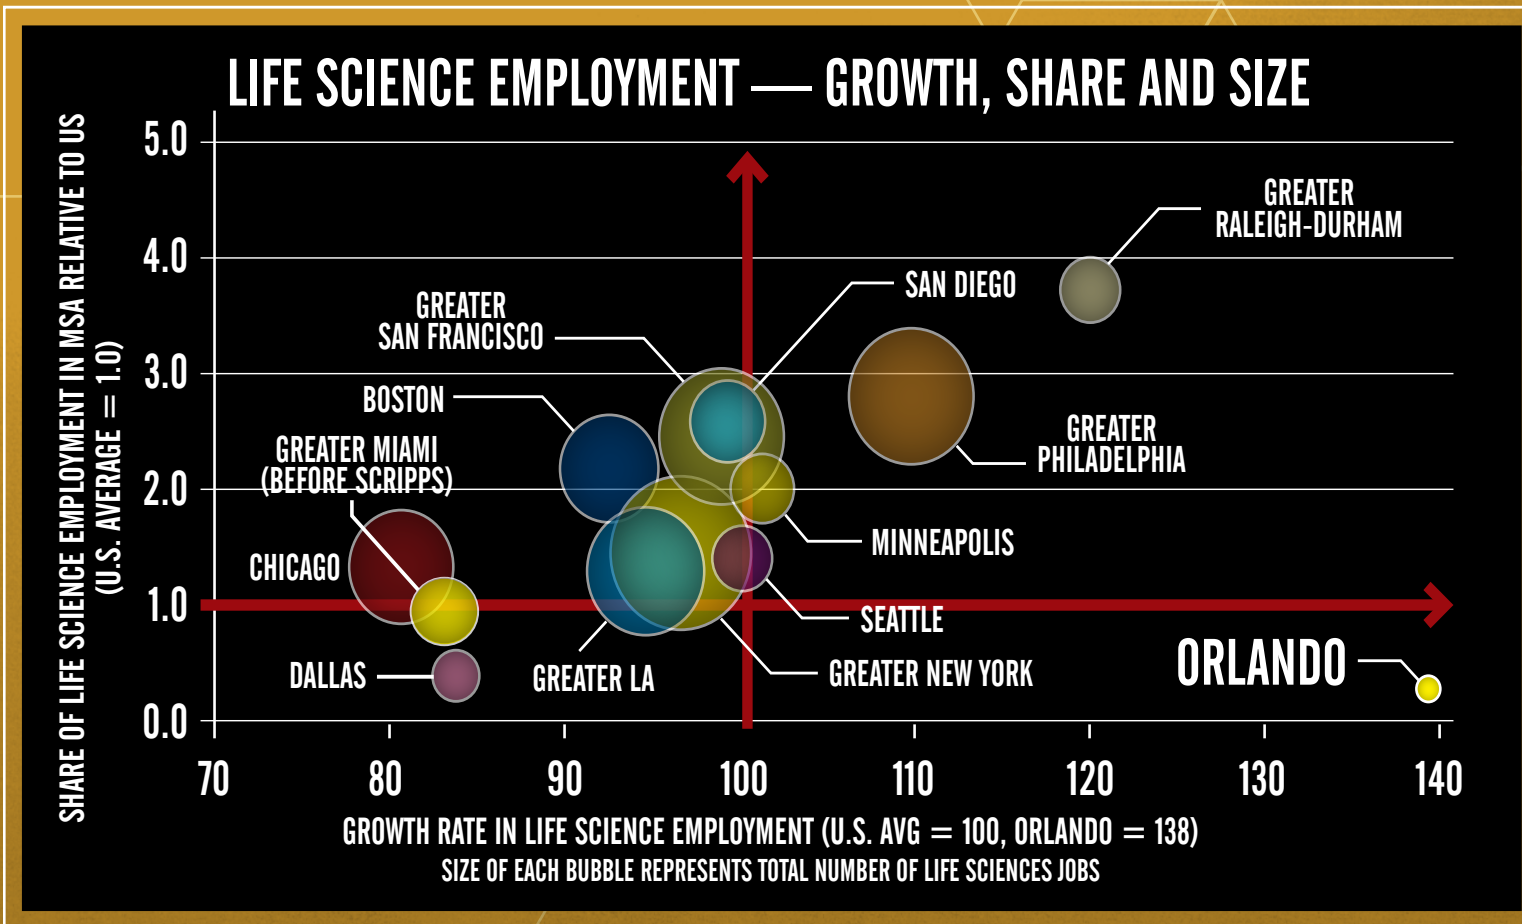 LIFE SCIENCE EMPLOYMENT — GROWTH, SHARE AND SIZE
SHARE OF LIFE SCIENCE EMPLOYMENT IN MSA RELATIVE TO US
(U.S. AVERAGE = 1.0)
5.0
4.0
3.0
2.0
1.0
0.0
GREATER
RALEIGH-DURHAM
SAN DIEGO
GREATER
SAN FRANCISCO
BOSTON
GREATER MIAMI
(BEFORE SCRIPPS)
GREATER
PHILADELPHIA
MINNEAPOLIS
CHICAGO
SEATTLE
DALLAS
GREATER LA
GREATER NEW YORK
ORLANDO
70
80
90
100
110
120
130
140
GROWTH RATE IN LIFE SCIENCE EMPLOYMENT (U.S. AVG = 100, ORLANDO = 138)
SIZE OF EACH BUBBLE REPRESENTS TOTAL NUMBER OF LIFE SCIENCES JOBS